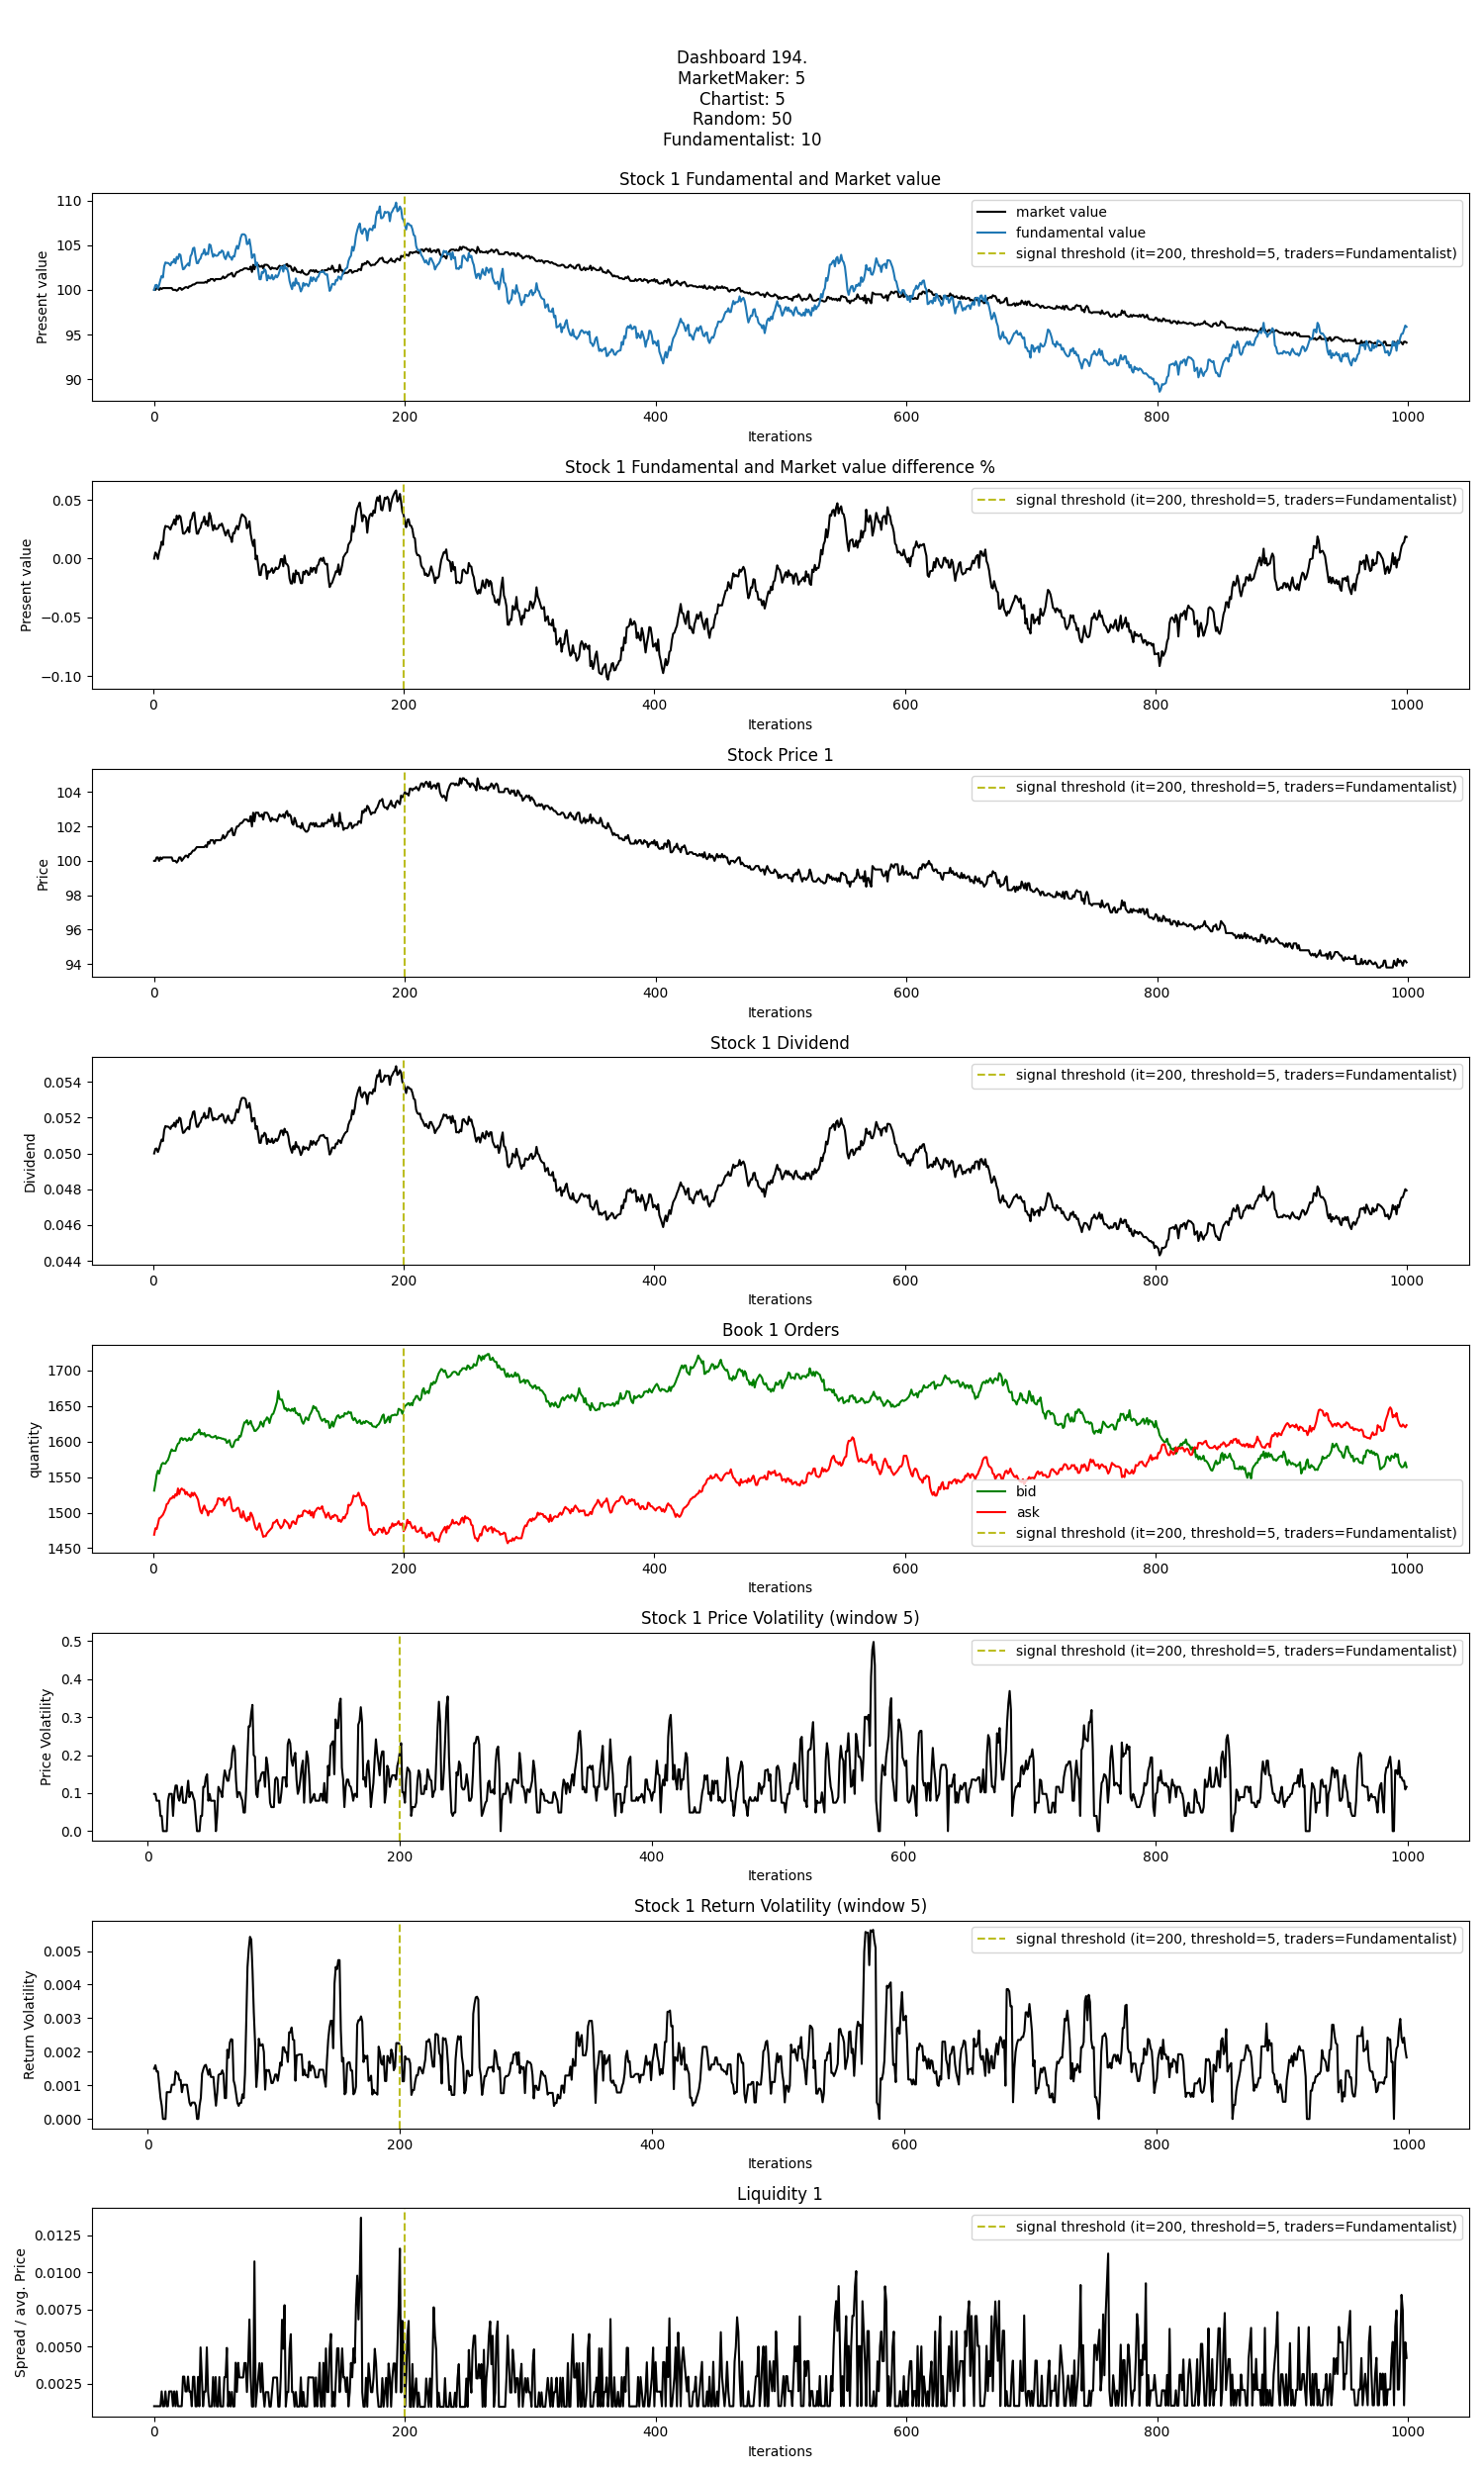 Dashboard 194.
MarketMaker: 5
Chartist: 5
Random: 50
Fundamentalist: 10
Stock 1 Fundamental and Market value
110
105
100
95
90
Present value
market value
fundamental value
signal threshold (it=200, threshold=5, traders=Fundamentalist)
0 200 400 600 800 1000
Iterations
Stock 1 Fundamental and Market value difference %
0.05
0.00
−0.05
−0.10
Present value
signal threshold (it=200, threshold=5, traders=Fundamentalist)
0 200 400 600 800 1000
Iterations
Stock Price 1
104
102
100
98
96
94
Price
signal threshold (it=200, threshold=5, traders=Fundamentalist)
0 200 400 600 800 1000
Iterations
Stock 1 Dividend
0.054
0.052
0.050
0.048
0.046
0.044
Dividend
signal threshold (it=200, threshold=5, traders=Fundamentalist)
0 200 400 600 800 1000
Iterations
Book 1 Orders
1700
1650
1600
1550
1500
1450
quantity
bid
ask
signal threshold (it=200, threshold=5, traders=Fundamentalist)
0 200 400 600 800 1000
Iterations
Stock 1 Price Volatility (window 5)
0.5
0.4
0.3
0.2
0.1
0.0
Price Volatility
signal threshold (it=200, threshold=5, traders=Fundamentalist)
0 200 400 600 800 1000
Iterations
Stock 1 Return Volatility (window 5)
0.005
0.004
0.003
0.002
0.001
0.000
Return Volatility
signal threshold (it=200, threshold=5, traders=Fundamentalist)
0 200 400 600 800 1000
Iterations
Liquidity 1
0.0125
0.0100
0.0075
0.0050
0.0025
Spread / avg. Price
signal threshold (it=200, threshold=5, traders=Fundamentalist)
0 200 400 600 800 1000
Iterations